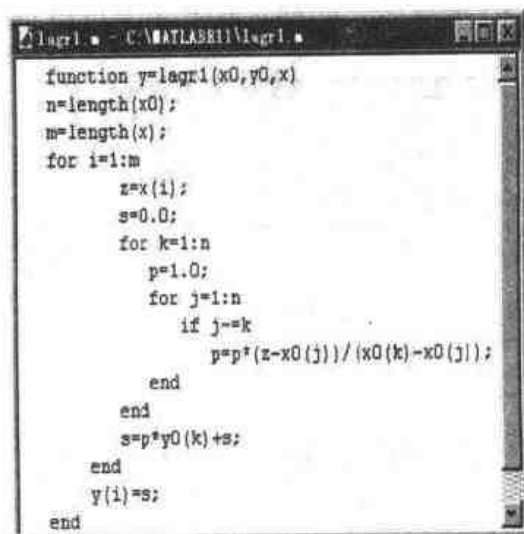 lagr1.m - C:\MATLABR11\lagr1.m
function y=lagr1(x0,y0,x)
n=length(x0);
m=length(x);
for i=1:m
z=x(i);
s=0.0;
for k=1:n
p=1.0;
for j=1:n
if j~=k
p=p*(z-x0(j))/(x0(k)-x0(j));
end
end
s=p*y0(k)+s;
end
y(i)=s;
end